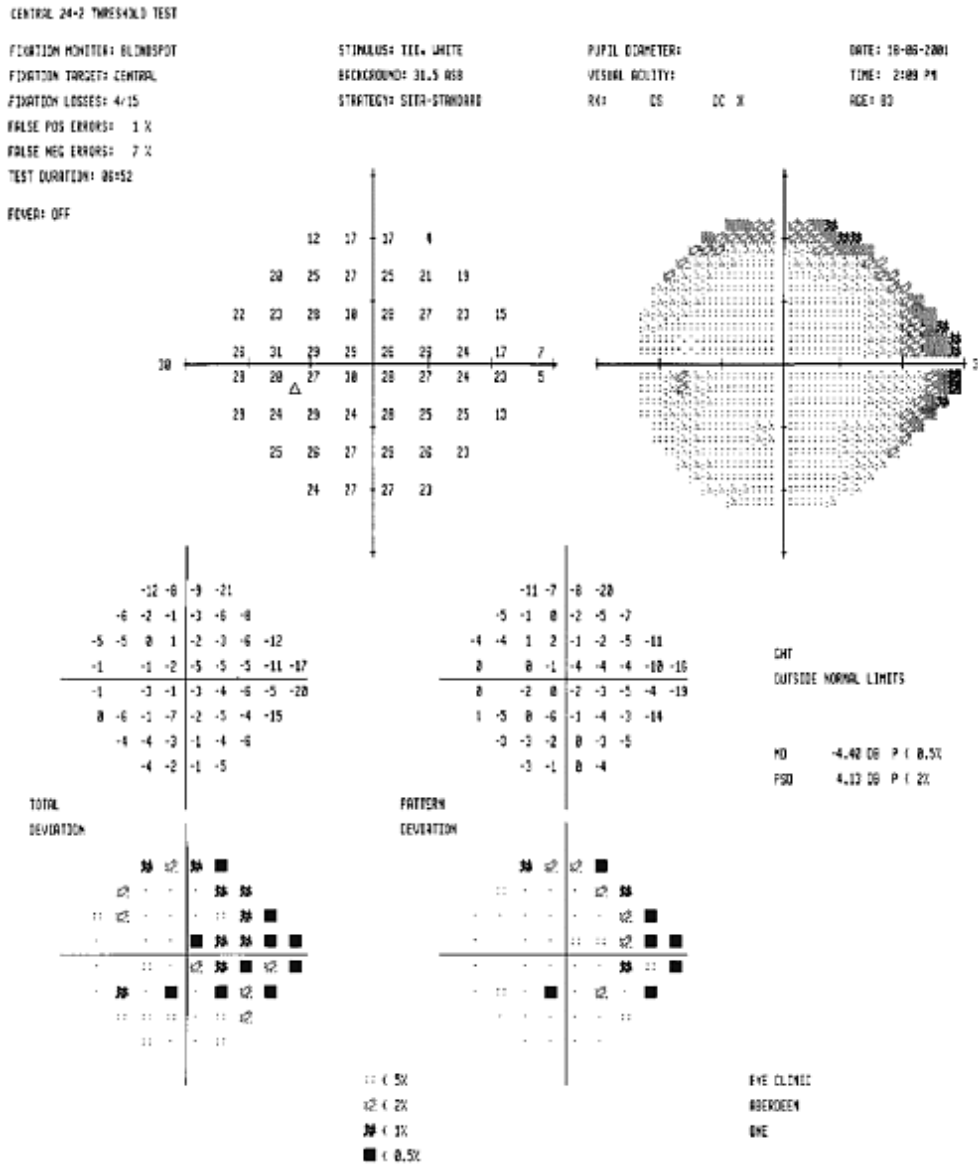 CENTRAL 24-2 THRESHOLD TEST
FIXATION MONITOR: BLINDSPOT STIMULUS: III, WHITE PUPIL DIAMETER: DATE: 18-06-2001
FIXATION TARGET: CENTRAL BACKGROUND: 31.5 ASB VISUAL ACUITY: TIME: 2:09 PM
FIXATION LOSSES: 4/15 STRATEGY: SITA-STANDARD RX: DS DC X AGE: 83
FALSE POS ERRORS: 1 %
FALSE NEG ERRORS: 7 %
TEST DURATION: 06:52
FOVEA: OFF
12 17 17 4
20 25 27 25 21 19
22 23 28 30 28 27 23 15
26 31 29 25 26 26 24 17 7
30
28 20 27 30 28 27 24 23 5
28 24 29 24 28 25 25 13
25 26 27 28 26 23
24 27 27 23
-12 -8 -9 -21 -11 -7 -8 -20
-6 -2 -1 -3 -6 -8 -5 -1 0 -2 -5 -7
-5 -5 0 1 -2 -3 -6 -12 -4 -4 1 2 -1 -2 -5 -11
-1 -1 -2 -5 -5 -5 -11 -17 0 0 -1 -4 -4 -4 -10 -16
-1 -3 -1 -3 -4 -6 -5 -20 0 -2 0 -2 -3 -5 -4 -19
0 -6 -1 -7 -2 -5 -4 -15 1 -5 0 -6 -1 -4 -3 -14
-4 -4 -3 -1 -4 -6 -3 -3 -2 0 -3 -5
-4 -2 -1 -5 -3 -1 0 -4
GHT
OUTSIDE NORMAL LIMITS
MD -4.40 DB P < 0.5%
PSD 4.13 DB P < 2%
TOTAL
DEVIATION
PATTERN
DEVIATION
< 5%
< 2%
< 1%
< 0.5%
EYE CLINIC
ABERDEEN